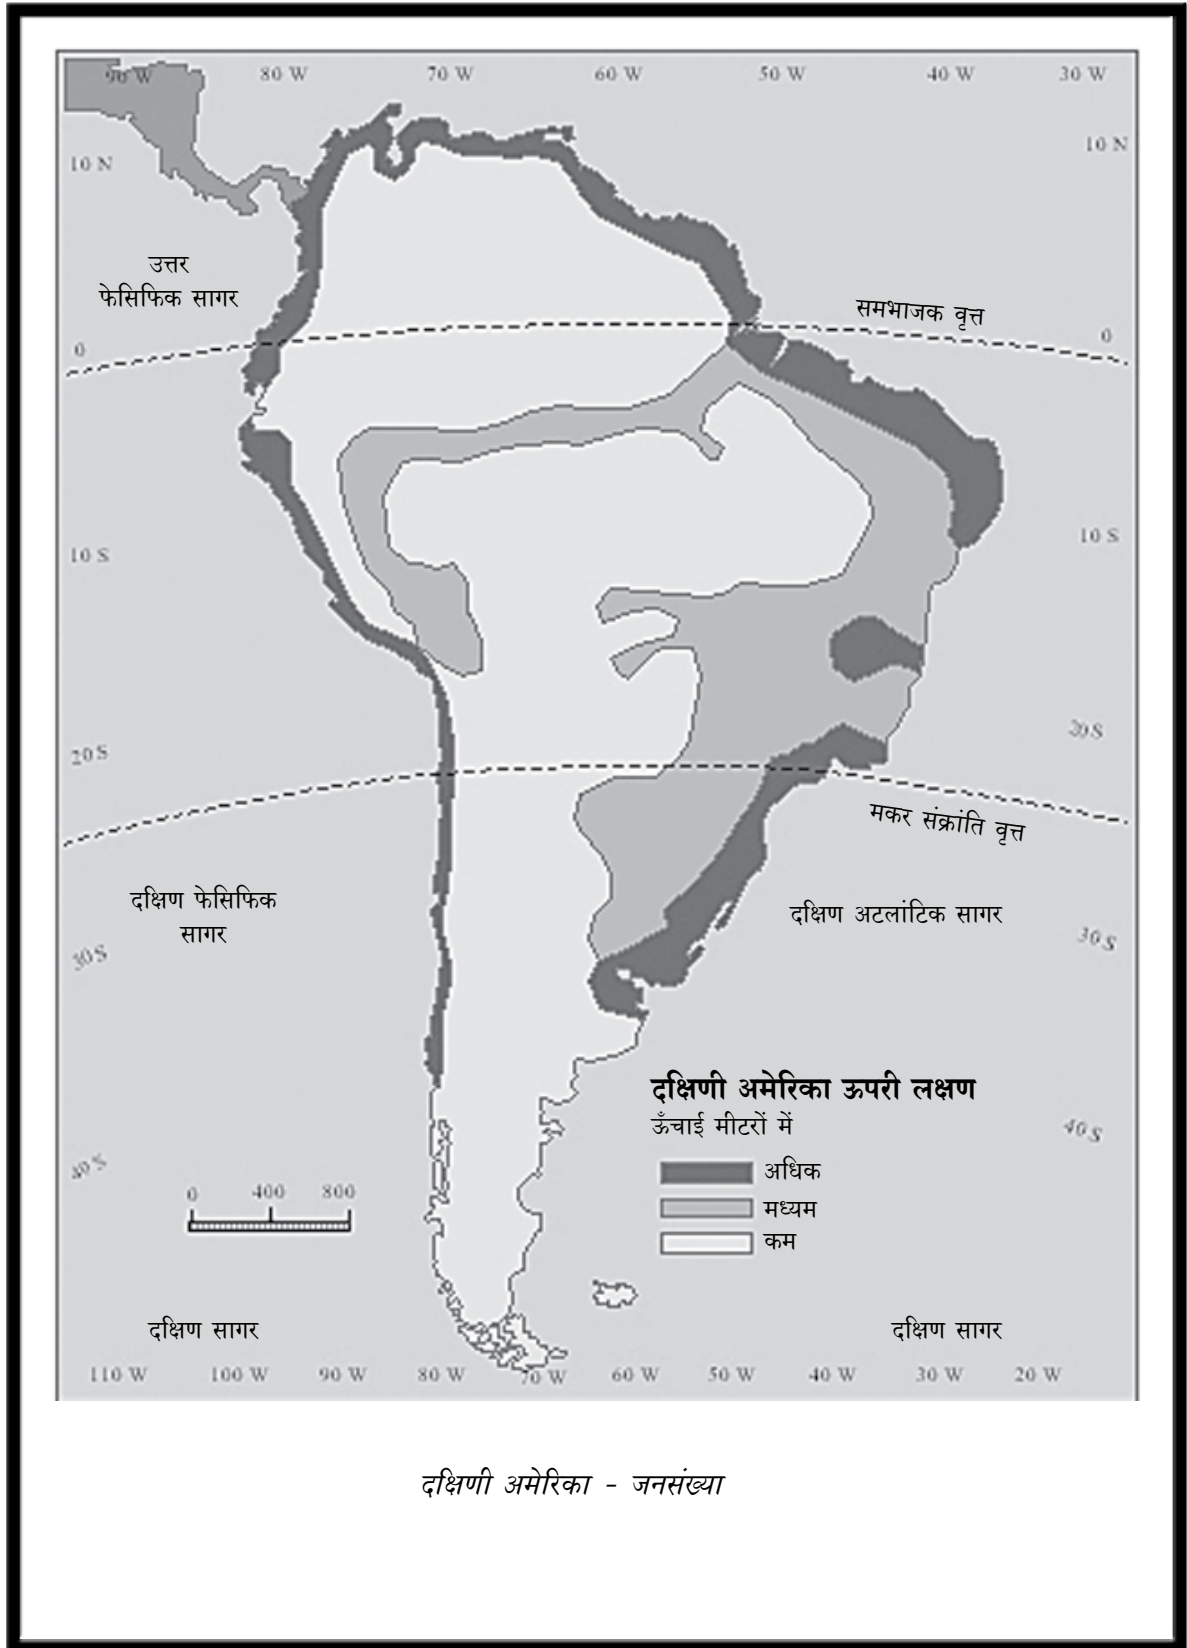 90 W 80 W 70 W 60 W 50 W 40 W 30 W
10 N 10 N
उत्तर
फेसिफिक सागर
समभाजक वृत्त
0 0
10 S 10 S
20 S 20 S
मकर संक्रांति वृत्त
दक्षिण फेसिफिक
सागर
दक्षिण अटलांटिक सागर
30 S 30 S
दक्षिणी अमेरिका ऊपरी लक्षण
ऊँचाई मीटरों में
अधिक
मध्यम
कम
40 S 40 S
0 400 800
दक्षिण सागर दक्षिण सागर
110 W 100 W 90 W 80 W 70 W 60 W 50 W 40 W 30 W 20 W
दक्षिणी अमेरिका - जनसंख्या